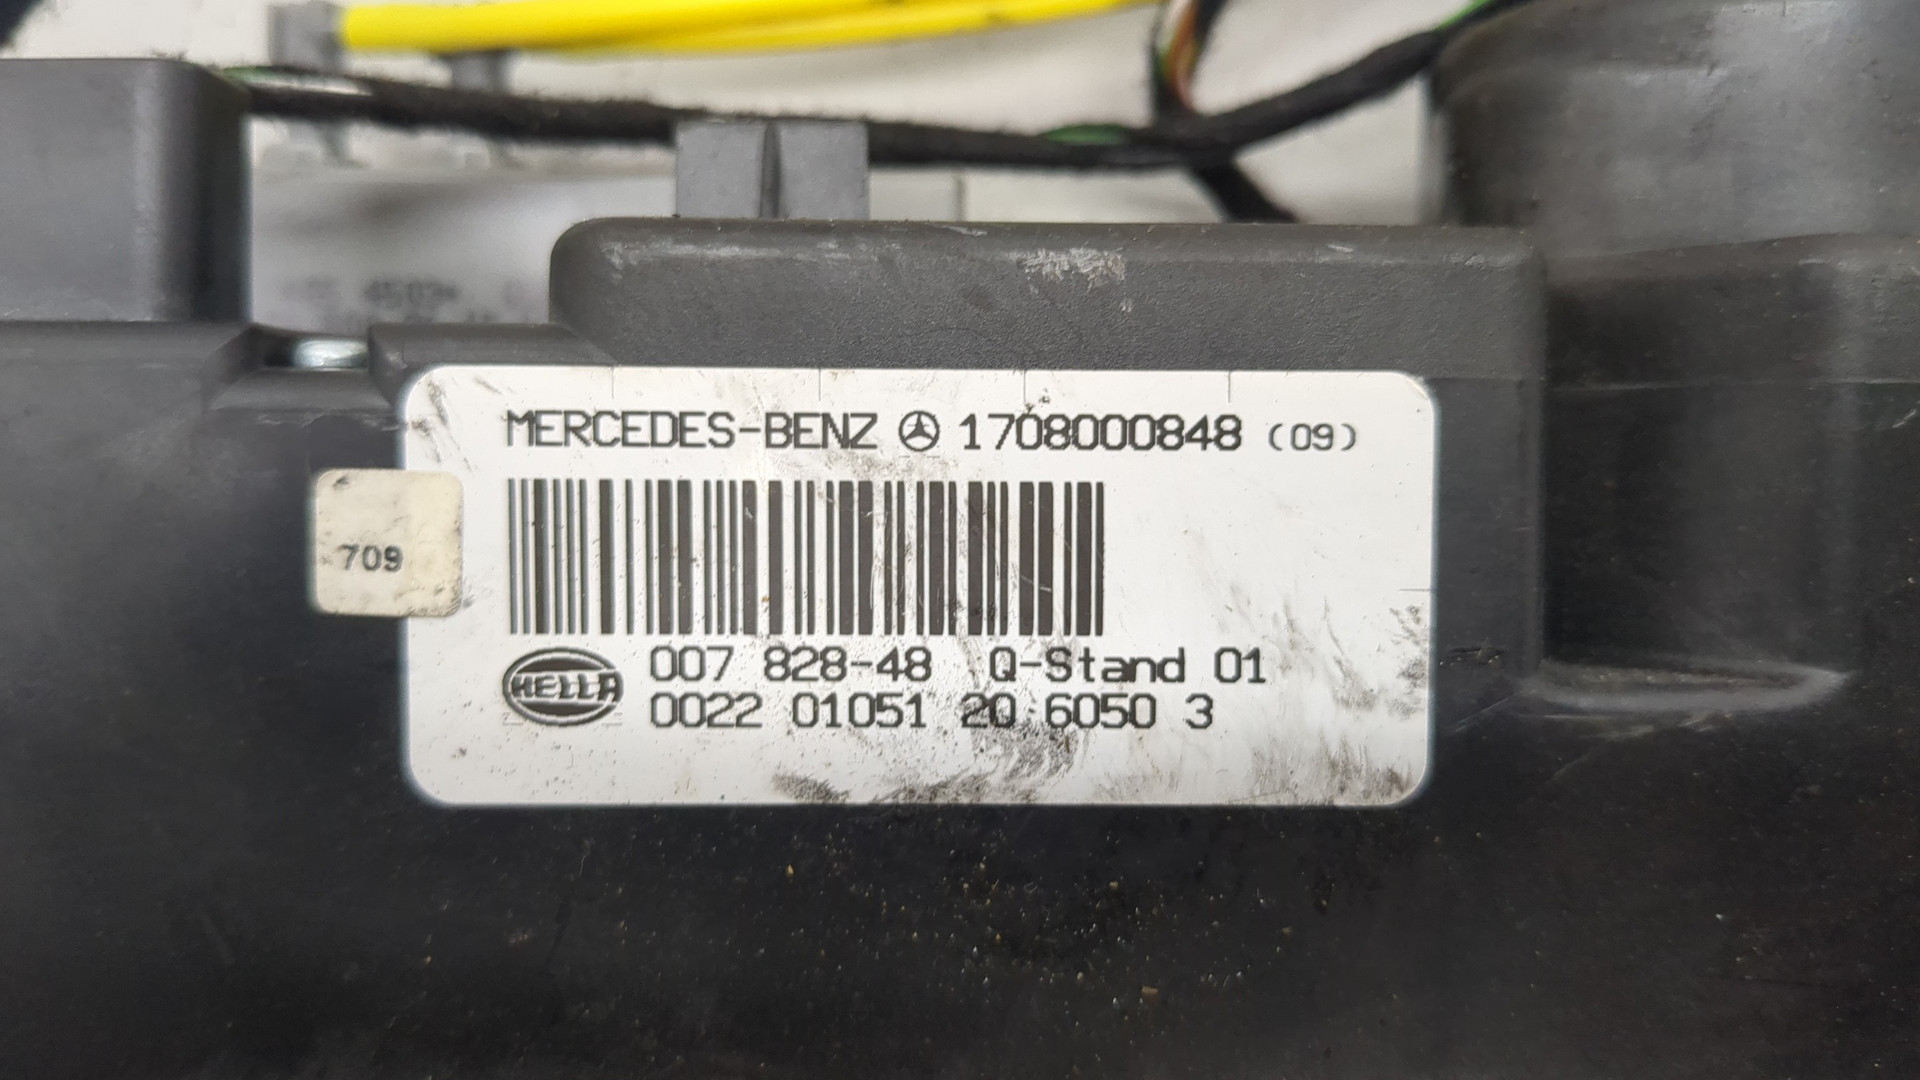 MERCEDES-BENZ 1708000848 (09)
709
HELLA
007 828-48 Q-Stand 01
0022 01051 20 6050 3